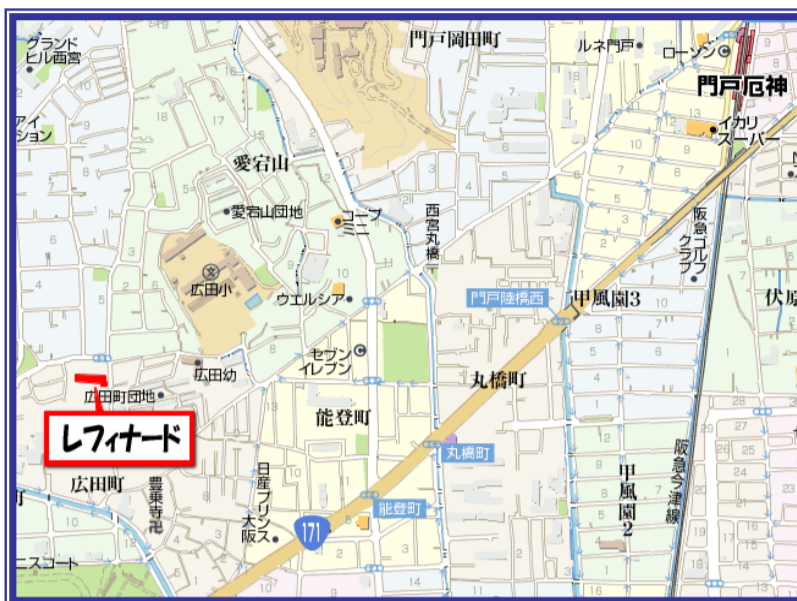 グランド
ヒル西宮
門戸岡田町
ルネ門戸
ローソン
門戸厄神
イカリ
スーパー
アイ
ション
愛宕山
愛宕山団地
コープ
ミニ
西宮丸橋
阪急ゴルフ
クラブ
文
広田小
ウエルシア
門戸陸橋西
甲風園3
伏原
セブン
イレブン
広田幼
丸橋町
広田町団地
レフィナード
能登町
丸橋町
広田町
豊乗寺卍
日産プリンス
大阪
能登町
171
甲風園2
阪急今津線
町
ニスコート